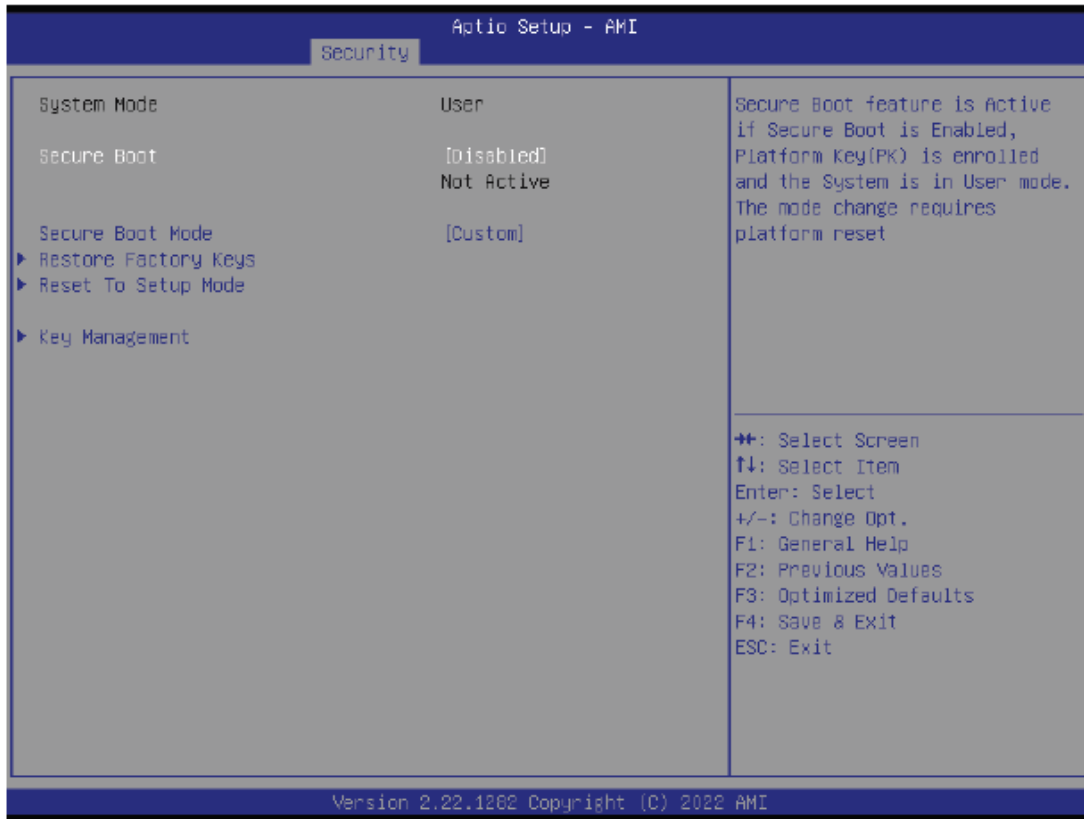 Aptio Setup - AMI
Security
System Mode User
Secure Boot [Disabled]
Not Active
Secure Boot Mode [Custom]
Restore Factory Keys
Reset To Setup Mode
Key Management
Secure Boot feature is Active
if Secure Boot is Enabled,
Platform Key(PK) is enrolled
and the System is in User mode.
The mode change requires
platform reset
→←: Select Screen
↑↓: Select Item
Enter: Select
+/-: Change Opt.
F1: General Help
F2: Previous Values
F3: Optimized Defaults
F4: Save & Exit
ESC: Exit
Version 2.22.1282 Copyright (C) 2022 AMI